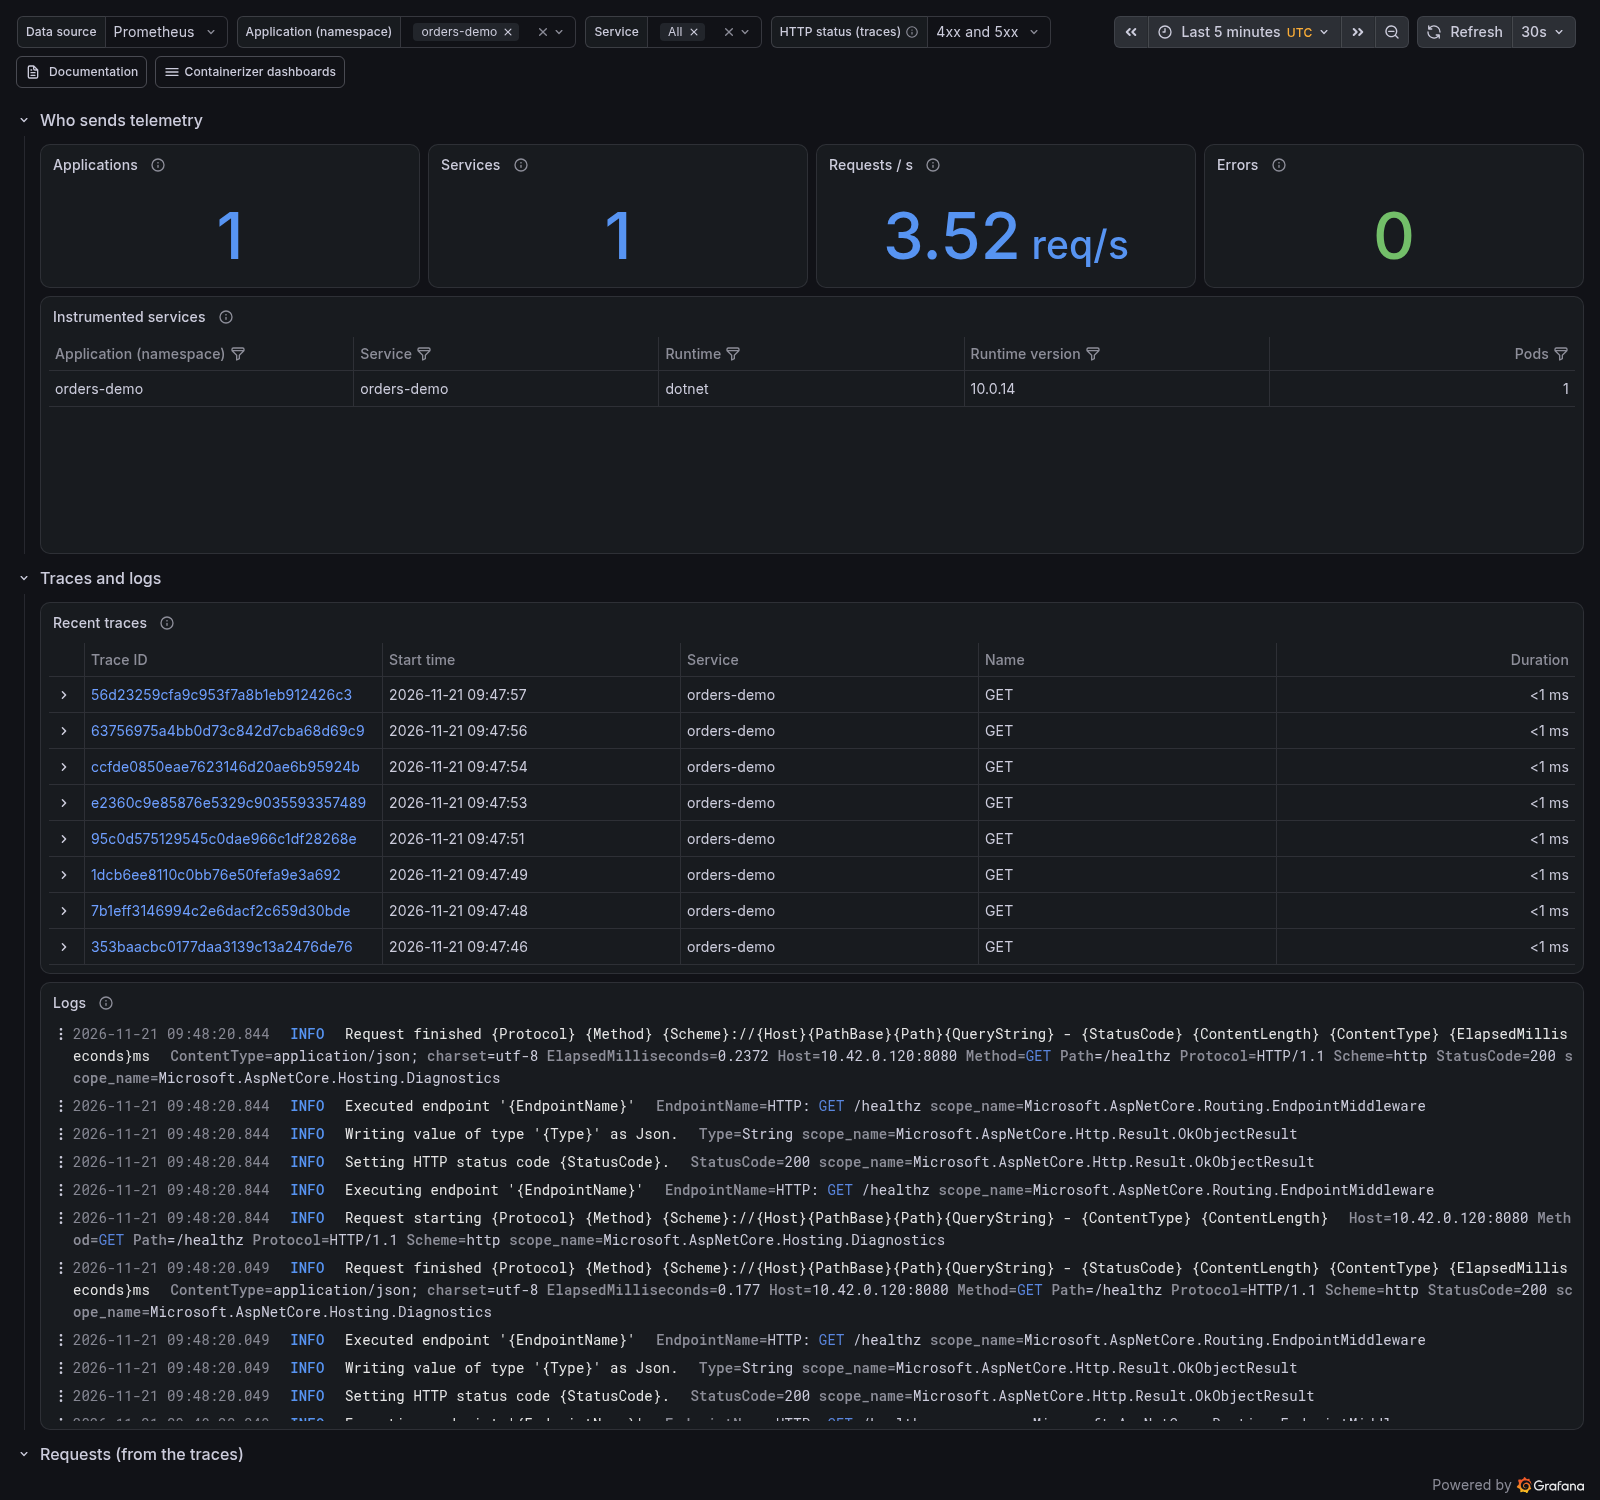 Data source Prometheus Application (namespace) orders-demo Service All HTTP status (traces) 4xx and 5xx Last 5 minutes UTC Refresh 30s
Documentation Containerizer dashboards
Who sends telemetry
Applications Services Requests / s Errors
1 1 3.52 req/s 0
Instrumented services
Application (namespace) Service Runtime Runtime version Pods
orders-demo orders-demo dotnet 10.0.14 1
Traces and logs
Recent traces
Trace ID Start time Service Name Duration
56d23259cfa9c953f7a8b1eb912426c3 2026-11-21 09:47:57 orders-demo GET <1 ms
63756975a4bb0d73c842d7cba68d69c9 2026-11-21 09:47:56 orders-demo GET <1 ms
ccfde0850eae7623146d20ae6b95924b 2026-11-21 09:47:54 orders-demo GET <1 ms
e2360c9e85876e5329c9035593357489 2026-11-21 09:47:53 orders-demo GET <1 ms
95c0d575129545c0dae966c1df28268e 2026-11-21 09:47:51 orders-demo GET <1 ms
1dcb6ee8110c0bb76e50fefa9e3a692 2026-11-21 09:47:49 orders-demo GET <1 ms
7b1eff3146994c2e6dacf2c659d30bde 2026-11-21 09:47:48 orders-demo GET <1 ms
353baacbc0177daa3139c13a2476de76 2026-11-21 09:47:46 orders-demo GET <1 ms
Logs
2026-11-21 09:48:20.844 INFO Request finished {Protocol} {Method} {Scheme}://{Host}{PathBase}{Path}{QueryString} - {StatusCode} {ContentLength} {ContentType} {ElapsedMillis
econds}ms ContentType=application/json; charset=utf-8 ElapsedMilliseconds=0.2372 Host=10.42.0.120:8080 Method=GET Path=/healthz Protocol=HTTP/1.1 Scheme=http StatusCode=200 s
cope_name=Microsoft.AspNetCore.Hosting.Diagnostics
2026-11-21 09:48:20.844 INFO Executed endpoint '{EndpointName}' EndpointName=HTTP: GET /healthz scope_name=Microsoft.AspNetCore.Routing.EndpointMiddleware
2026-11-21 09:48:20.844 INFO Writing value of type '{Type}' as Json. Type=String scope_name=Microsoft.AspNetCore.Http.Result.OkObjectResult
2026-11-21 09:48:20.844 INFO Setting HTTP status code {StatusCode}. StatusCode=200 scope_name=Microsoft.AspNetCore.Http.Result.OkObjectResult
2026-11-21 09:48:20.844 INFO Executing endpoint '{EndpointName}' EndpointName=HTTP: GET /healthz scope_name=Microsoft.AspNetCore.Routing.EndpointMiddleware
2026-11-21 09:48:20.844 INFO Request starting {Protocol} {Method} {Scheme}://{Host}{PathBase}{Path}{QueryString} - {ContentType} {ContentLength} Host=10.42.0.120:8080 Meth
od=GET Path=/healthz Protocol=HTTP/1.1 Scheme=http scope_name=Microsoft.AspNetCore.Hosting.Diagnostics
2026-11-21 09:48:20.049 INFO Request finished {Protocol} {Method} {Scheme}://{Host}{PathBase}{Path}{QueryString} - {StatusCode} {ContentLength} {ContentType} {ElapsedMillis
econds}ms ContentType=application/json; charset=utf-8 ElapsedMilliseconds=0.177 Host=10.42.0.120:8080 Method=GET Path=/healthz Protocol=HTTP/1.1 Scheme=http StatusCode=200 sc
ope_name=Microsoft.AspNetCore.Hosting.Diagnostics
2026-11-21 09:48:20.049 INFO Executed endpoint '{EndpointName}' EndpointName=HTTP: GET /healthz scope_name=Microsoft.AspNetCore.Routing.EndpointMiddleware
2026-11-21 09:48:20.049 INFO Writing value of type '{Type}' as Json. Type=String scope_name=Microsoft.AspNetCore.Http.Result.OkObjectResult
2026-11-21 09:48:20.049 INFO Setting HTTP status code {StatusCode}. StatusCode=200 scope_name=Microsoft.AspNetCore.Http.Result.OkObjectResult
Requests (from the traces)
Powered by Grafana